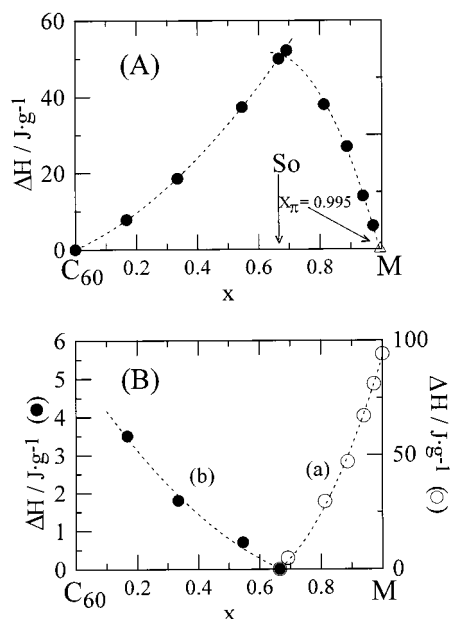 60
(A)
40
ΔH / J·g⁻¹
So
20
Xπ = 0.995
0
C₆₀ 0.2 0.4 0.6 0.8 M
x
6 100
(B)
5
4
ΔH / J·g⁻¹ (●)
ΔH / J·g⁻¹ (○)
3 50
(b) (a)
2
1
0 0
C₆₀ 0.2 0.4 0.6 0.8 M
x